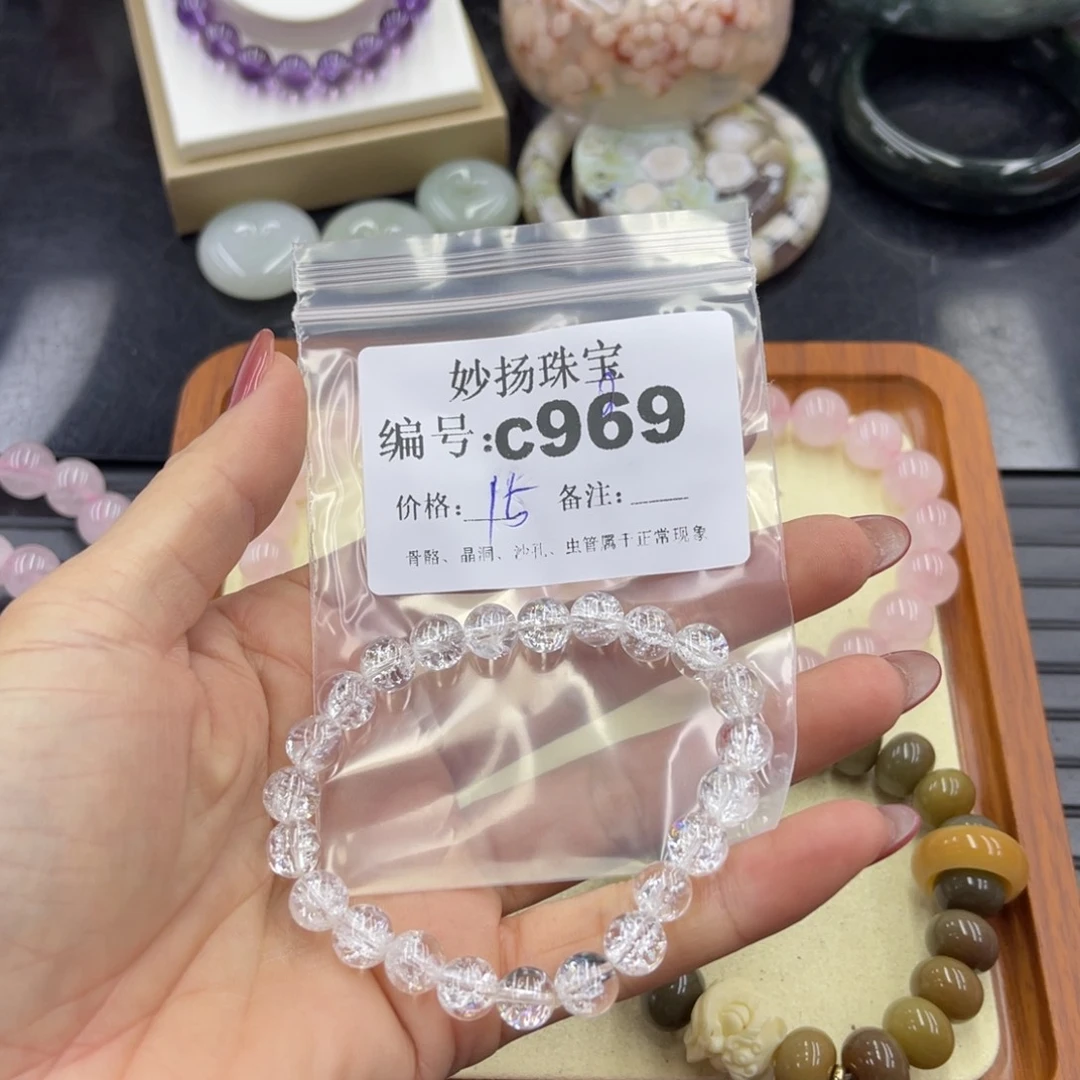 妙扬珠宝
编号:c969
价格: 15 备注:
骨骼、晶洞、沙孔、虫管属于正常现象